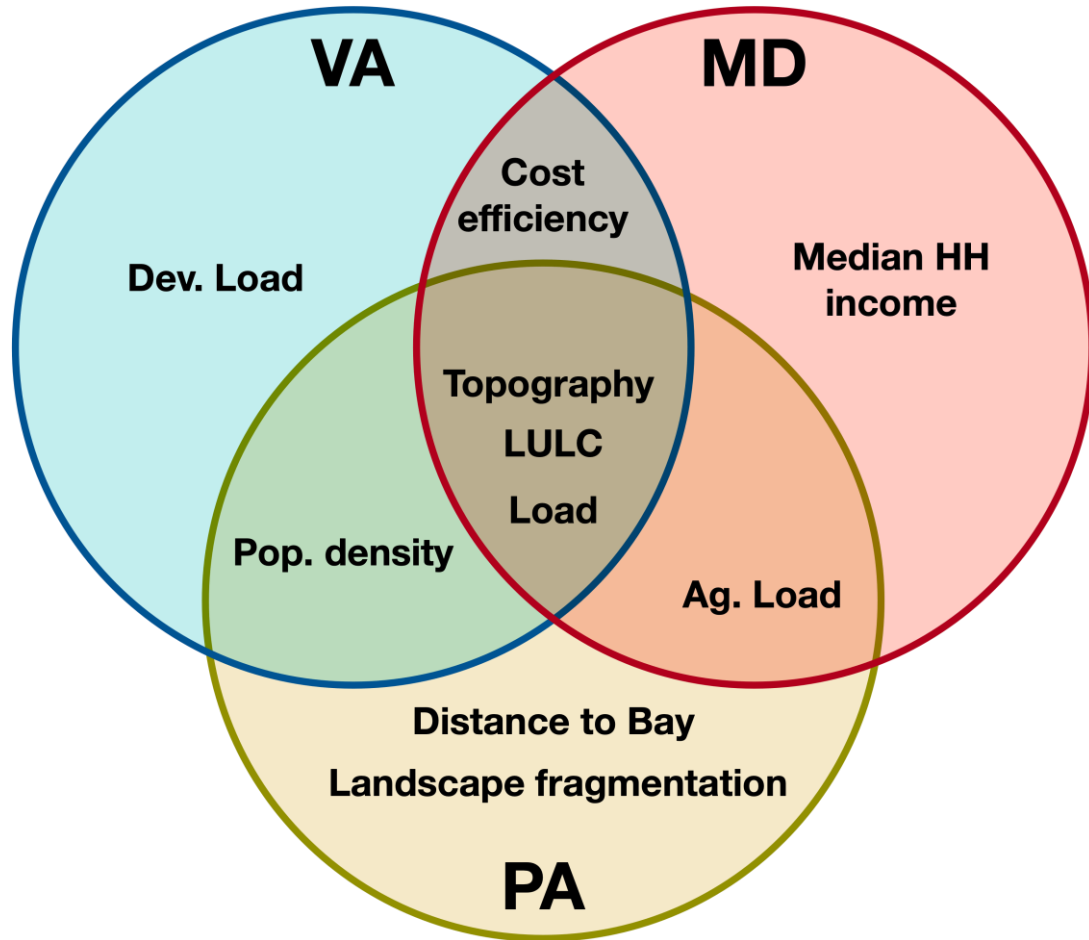 VA
MD
Cost
efficiency
Dev. Load
Median HH
income
Topography
LULC
Load
Pop. density
Ag. Load
Distance to Bay
Landscape fragmentation
PA